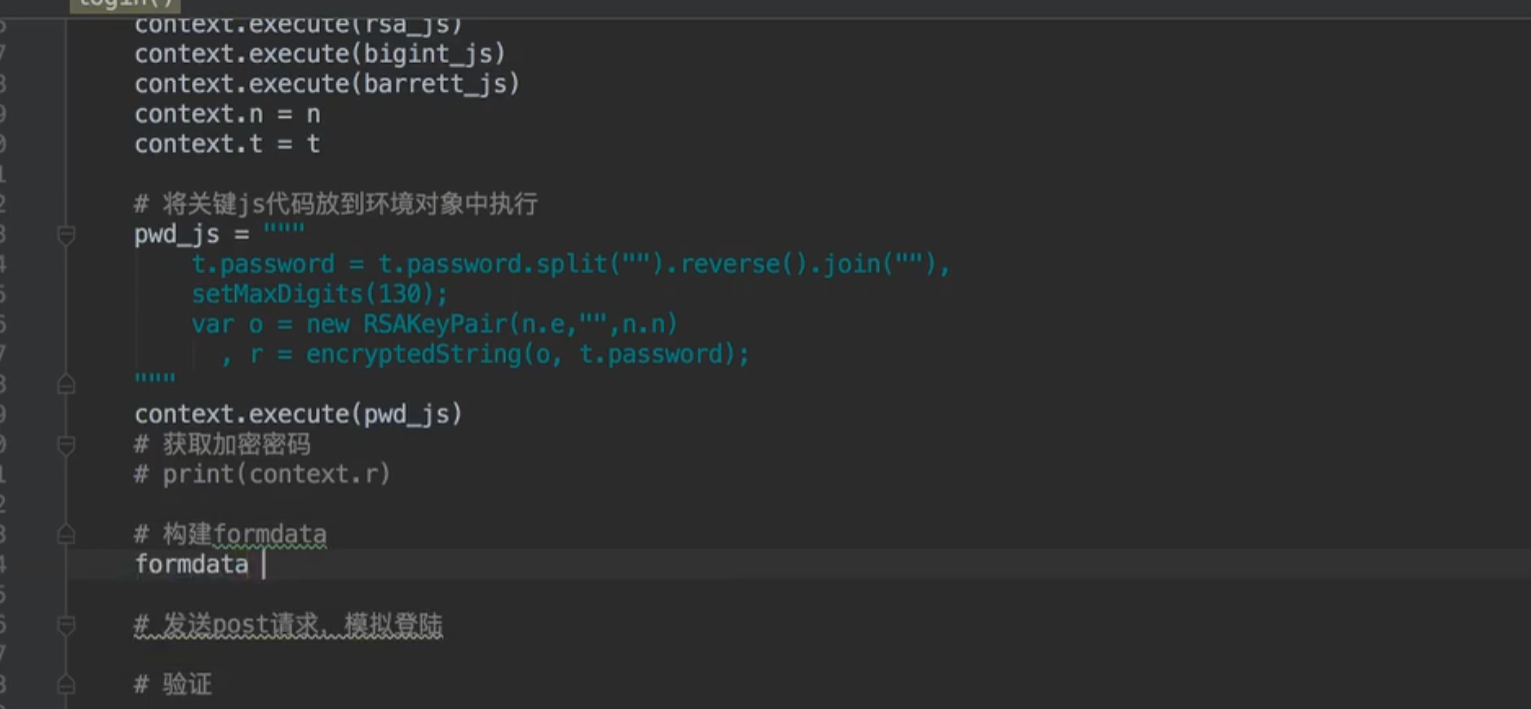 login()
context.execute(rsa_js)
context.execute(bigint_js)
context.execute(barrett_js)
context.n = n
context.t = t
# 将关键js代码放到环境对象中执行
pwd_js = """
t.password = t.password.split("").reverse().join(""),
setMaxDigits(130);
var o = new RSAKeyPair(n.e,"",n.n)
, r = encryptedString(o, t.password);
"""
context.execute(pwd_js)
# 获取加密密码
# print(context.r)
# 构建formdata
formdata
# 发送post请求，模拟登陆
# 验证